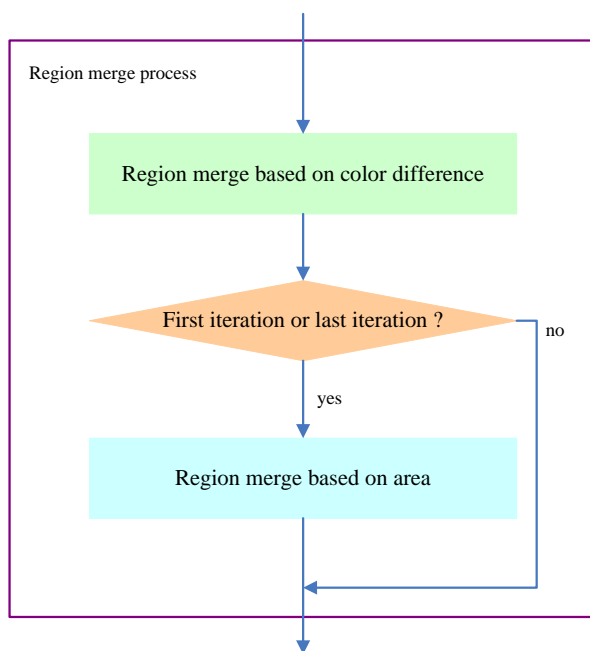 Region merge process
Region merge based on color difference
First iteration or last iteration ?
no
yes
Region merge based on area